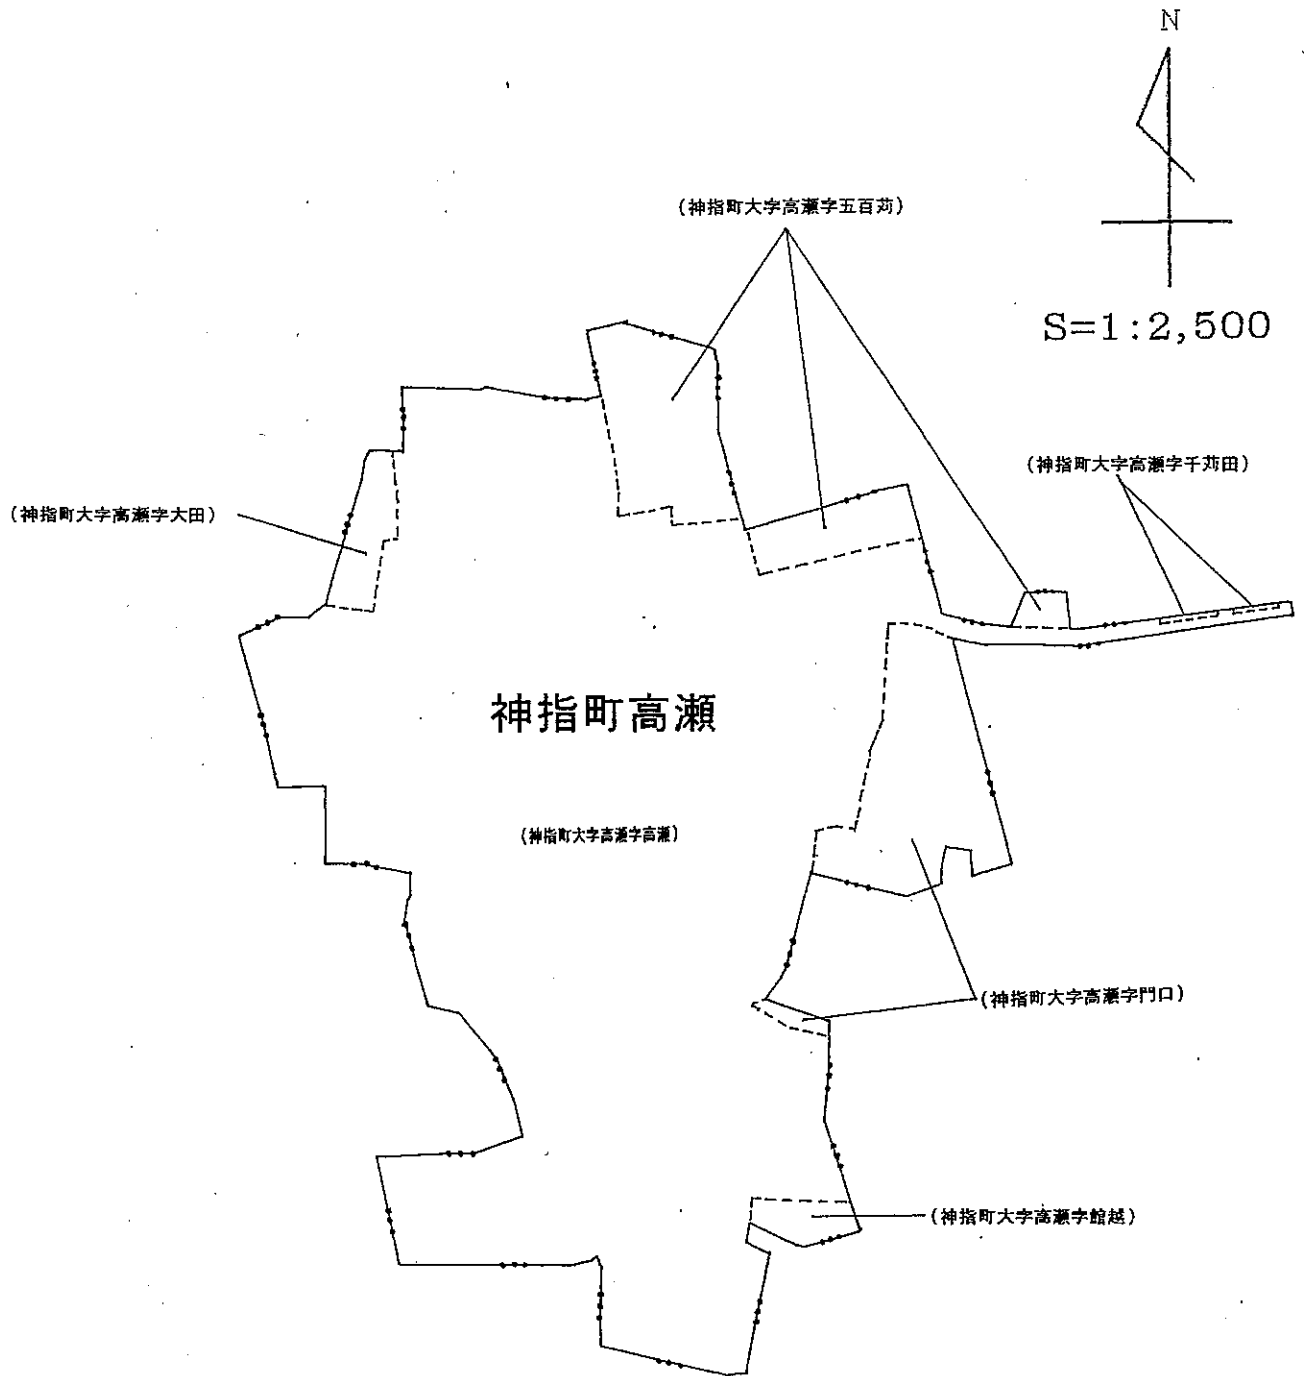 N
(神指町大字高瀬字五百苅)
S=1:2,500
(神指町大字高瀬字千苅田)
(神指町大字高瀬字大田)
神指町高瀬
(神指町大字高瀬字高瀬)
(神指町大字高瀬字門口)
(神指町大字高瀬字館越)